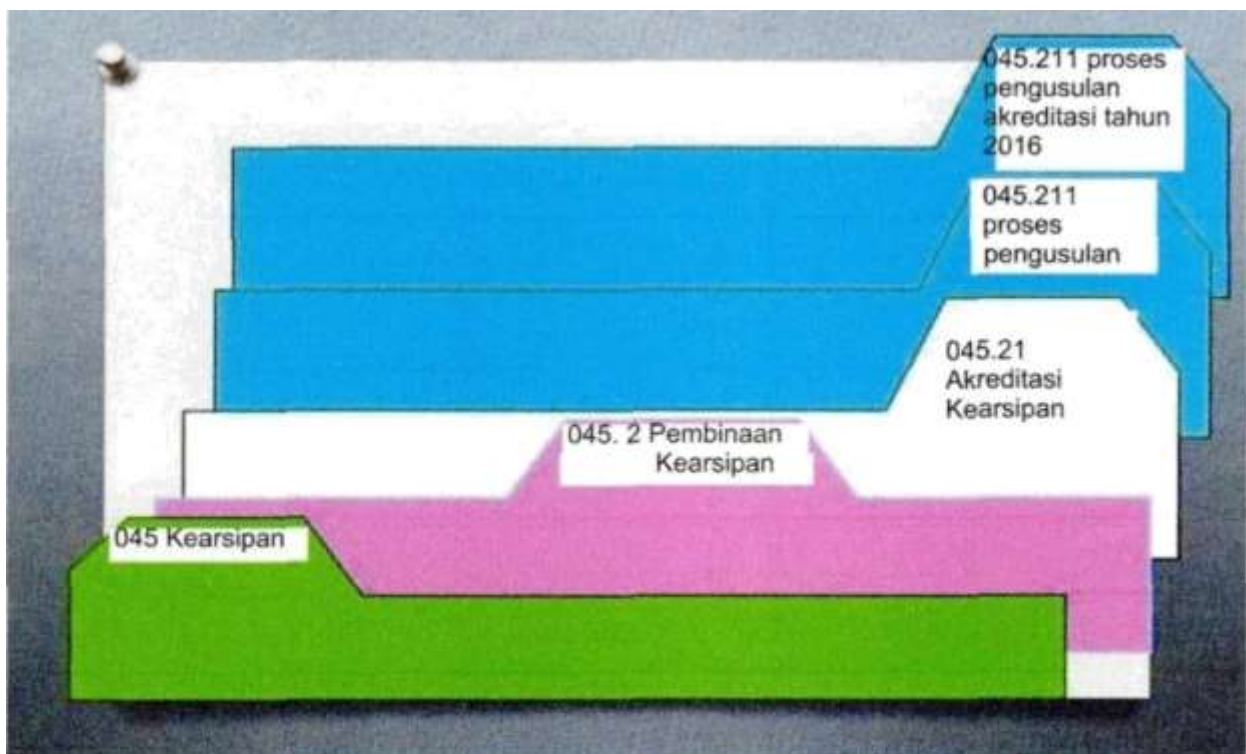 045.211 proses
pengusulan
akreditasi tahun
2016
045.211
proses
pengusulan
045.21
Akreditasi
Kearsipan
045. 2 Pembinaan
Kearsipan
045 Kearsipan